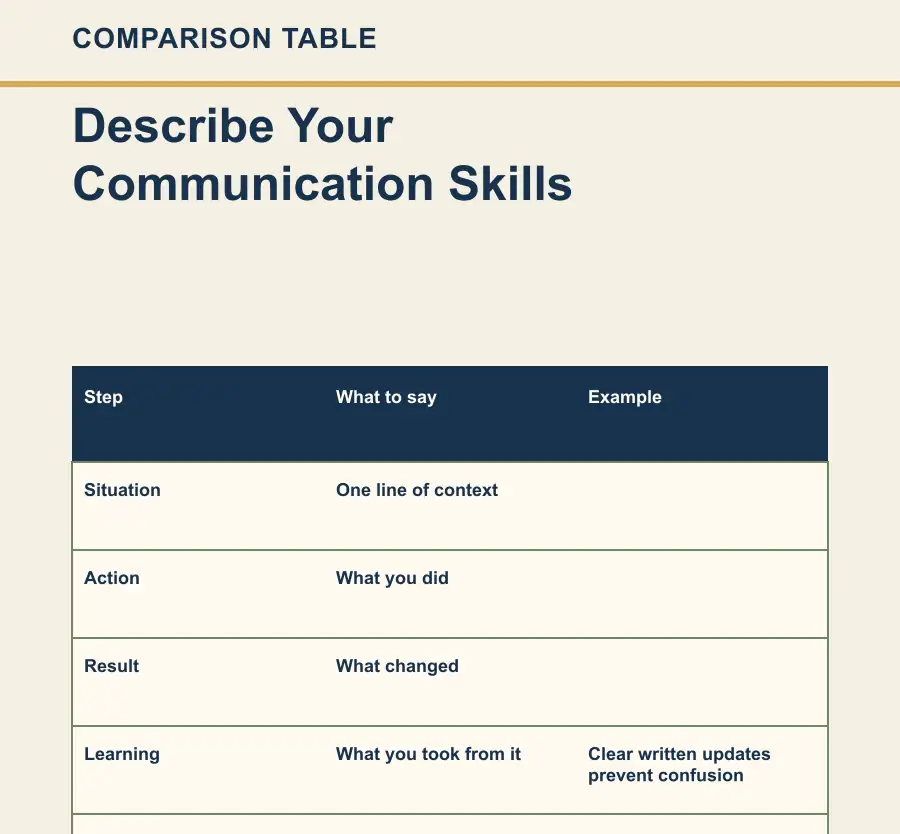 COMPARISON TABLE
Describe Your
Communication Skills
Step What to say Example
Situation One line of context
Action What you did
Result What changed
Learning What you took from it Clear written updates
prevent confusion